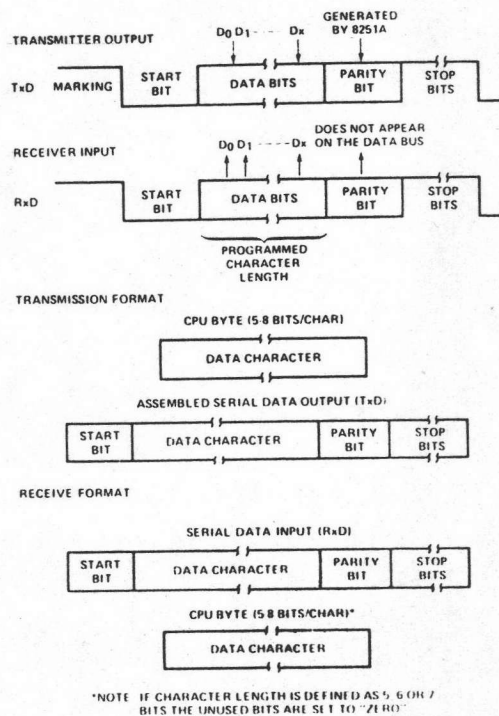 GENERATED
BY 8251A
TRANSMITTER OUTPUT
D0 D1 ---- Dx
TxD MARKING START BIT DATA BITS PARITY BIT STOP BITS
DOES NOT APPEAR
ON THE DATA BUS
RECEIVER INPUT
D0 D1 ---- Dx
RxD START BIT DATA BITS PARITY BIT STOP BITS
PROGRAMMED
CHARACTER
LENGTH
TRANSMISSION FORMAT
CPU BYTE (5-8 BITS/CHAR)
DATA CHARACTER
ASSEMBLED SERIAL DATA OUTPUT (TxD)
START BIT DATA CHARACTER PARITY BIT STOP BITS
RECEIVE FORMAT
SERIAL DATA INPUT (RxD)
START BIT DATA CHARACTER PARITY BIT STOP BITS
CPU BYTE (5-8 BITS/CHAR)*
DATA CHARACTER
*NOTE IF CHARACTER LENGTH IS DEFINED AS 5, 6 OR 7
BITS THE UNUSED BITS ARE SET TO "ZERO"